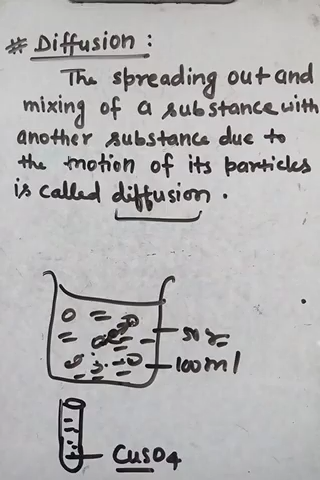 # Diffusion :
The spreading out and
mixing of a substance with
another substance due to
the motion of its particles
is called diffusion .
100ml
CuSO4